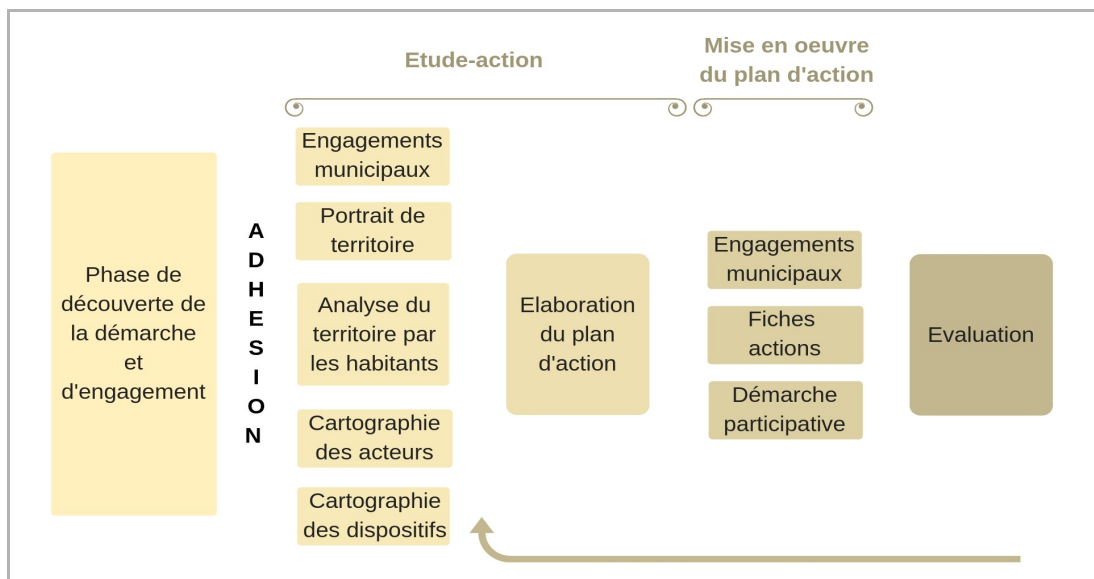 Etude-action
Mise en oeuvre
du plan d'action
Phase de
découverte de
la démarche
et
d'engagement
A
D
H
E
S
I
O
N
Engagements
municipaux
Portrait de
territoire
Analyse du
territoire par
les habitants
Cartographie
des acteurs
Cartographie
des dispositifs
Elaboration
du plan
d'action
Engagements
municipaux
Fiches
actions
Démarche
participative
Evaluation